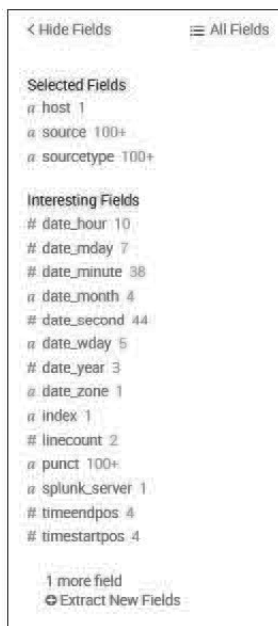 < Hide Fields All Fields
Selected Fields
a host 1
a source 100+
a sourcetype 100+
Interesting Fields
# date_hour 10
# date_mday 7
# date_minute 38
a date_month 4
# date_second 44
a date_wday 5
# date_year 3
a date_zone 1
a index 1
# linecount 2
a punct 100+
a splunk_server 1
# timeendpos 4
# timestartpos 4
1 more field
+ Extract New Fields